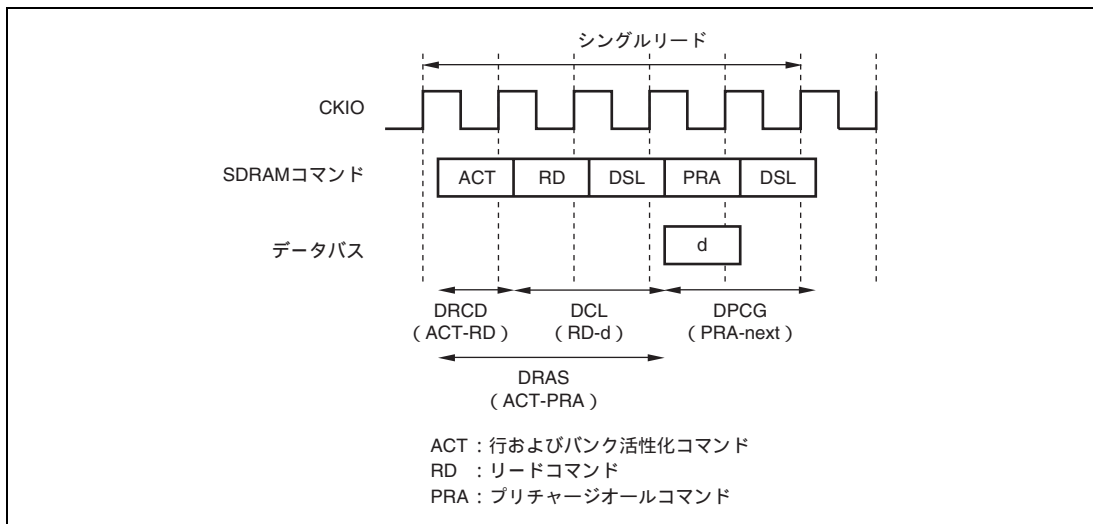 シングルリード
CKIO
SDRAMコマンド ACT RD DSL PRA DSL
データバス d
DRCD DCL DPCG
(ACT-RD) (RD-d) (PRA-next)
DRAS
(ACT-PRA)
ACT:行およびバンク活性化コマンド
RD :リードコマンド
PRA:プリチャージオールコマンド